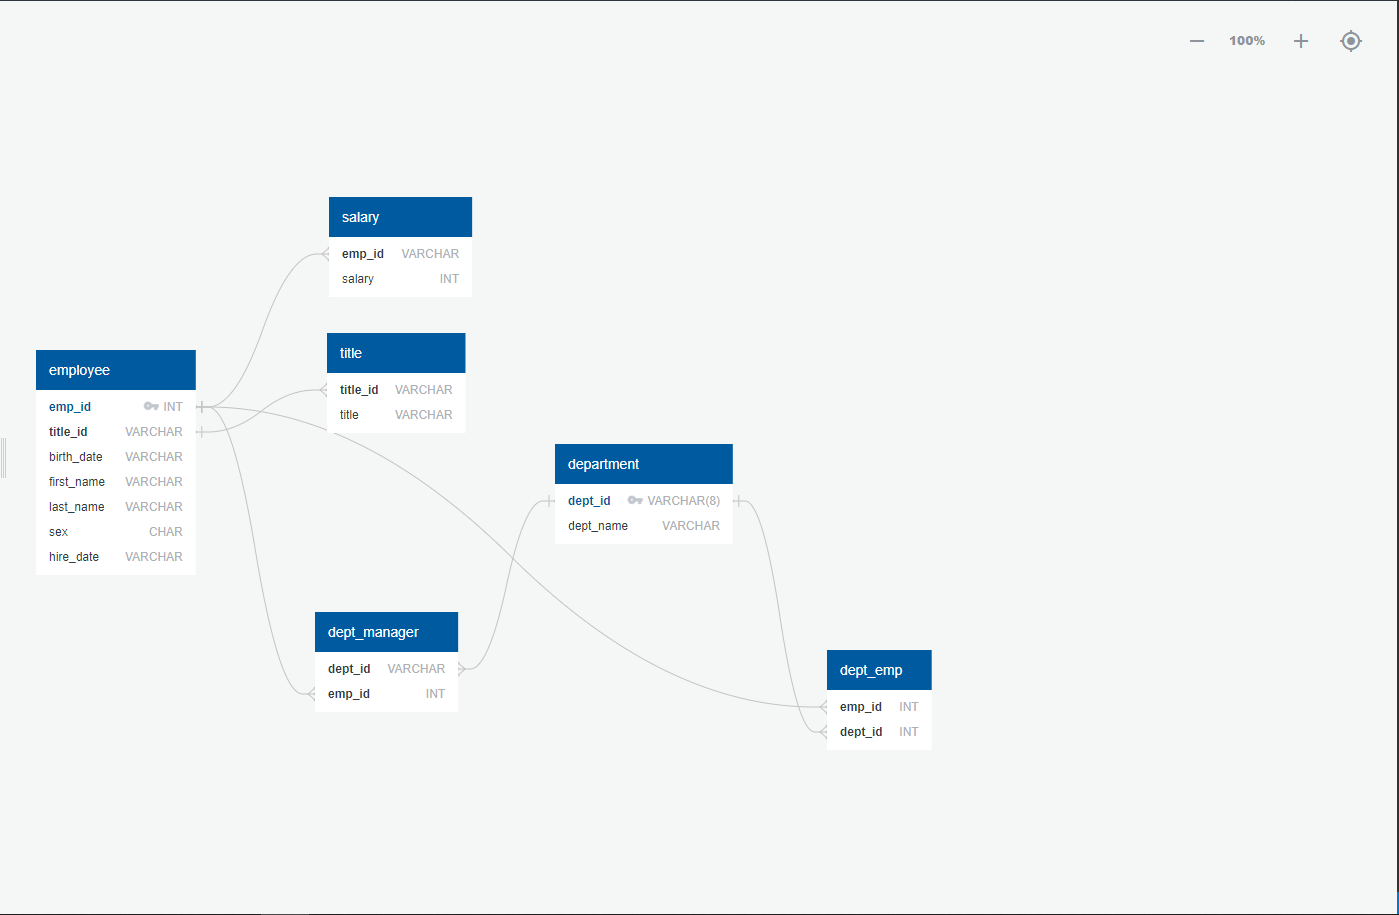 100%
salary
emp_id VARCHAR
salary INT
title
title_id VARCHAR
title VARCHAR
employee
emp_id INT
title_id VARCHAR
birth_date VARCHAR
first_name VARCHAR
last_name VARCHAR
sex CHAR
hire_date VARCHAR
department
dept_id VARCHAR(8)
dept_name VARCHAR
dept_manager
dept_id VARCHAR
emp_id INT
dept_emp
emp_id INT
dept_id INT